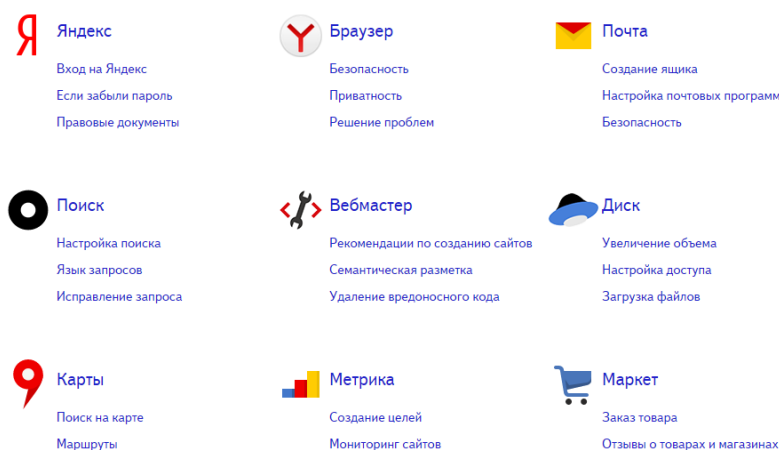 Яндекс
Вход на Яндекс
Если забыли пароль
Правовые документы
Браузер
Безопасность
Приватность
Решение проблем
Почта
Создание ящика
Настройка почтовых программ
Безопасность
Поиск
Настройка поиска
Язык запросов
Исправление запроса
Вебмастер
Рекомендации по созданию сайтов
Семантическая разметка
Удаление вредоносного кода
Диск
Увеличение объема
Настройка доступа
Загрузка файлов
Карты
Поиск на карте
Маршруты
Метрика
Создание целей
Мониторинг сайтов
Маркет
Заказ товара
Отзывы о товарах и магазинах